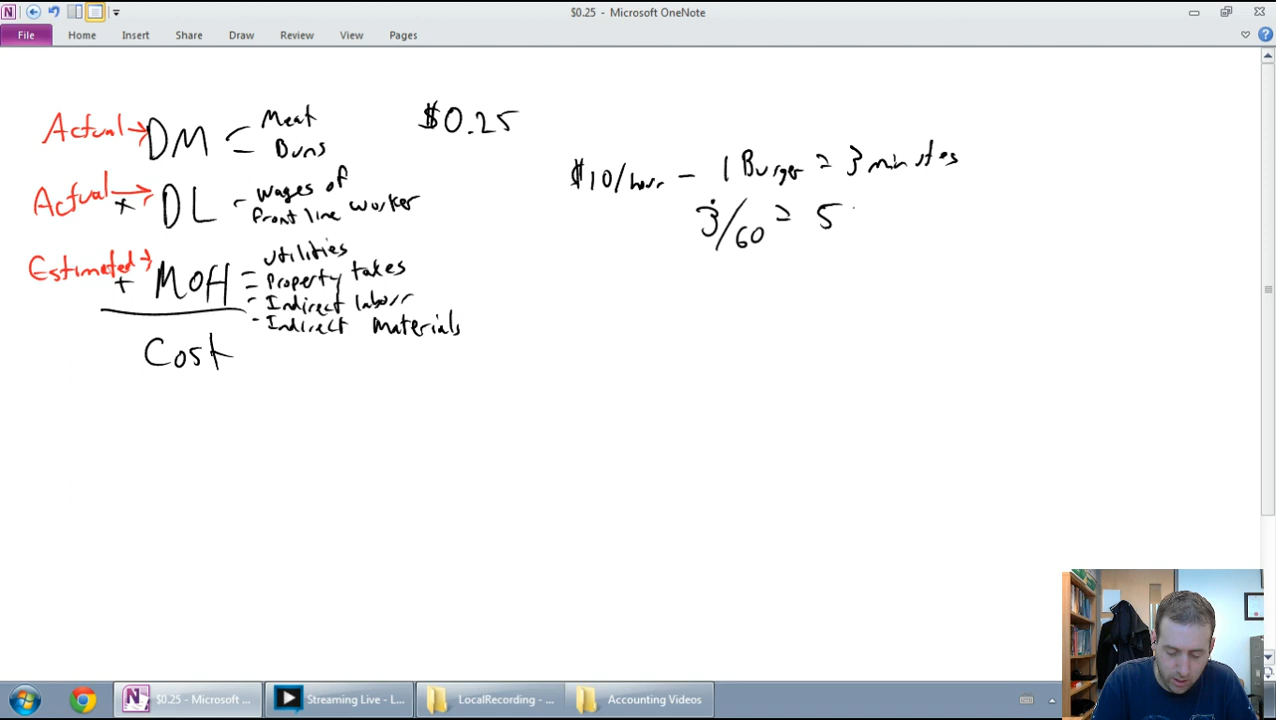 $0.25 - Microsoft OneNote
File Home Insert Share Draw Review View Pages
Actual → DM - Meat
- Buns
$0.25
Actual → + DL - wages of
front line worker
$10/hour - 1 Burger = 3 minutes
3/60 = 5
Estimated → + MOH - utilities
- Property takes
- Indirect labour
- Indirect materials
Cost
$0.25 - Microsoft ...
Streaming Live - L...
LocalRecording - ...
Accounting Videos